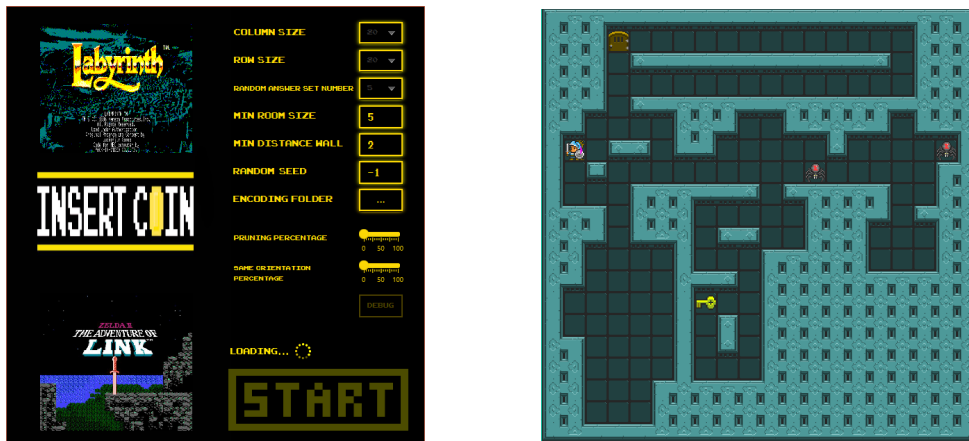 Labyrinth TM
INSERT COIN
ZELDA II
THE ADVENTURE OF
LINK
COLUMN SIZE
ROW SIZE
RANDOM ANSWER SET NUMBER 5
MIN ROOM SIZE 5
MIN DISTANCE WALL 2
RANDOM SEED -1
ENCODING FOLDER ...
PRUNING PERCENTAGE
0 50 100
SAME ORIENTATION
PERCENTAGE
0 50 100
DEBUG
LOADING...
START